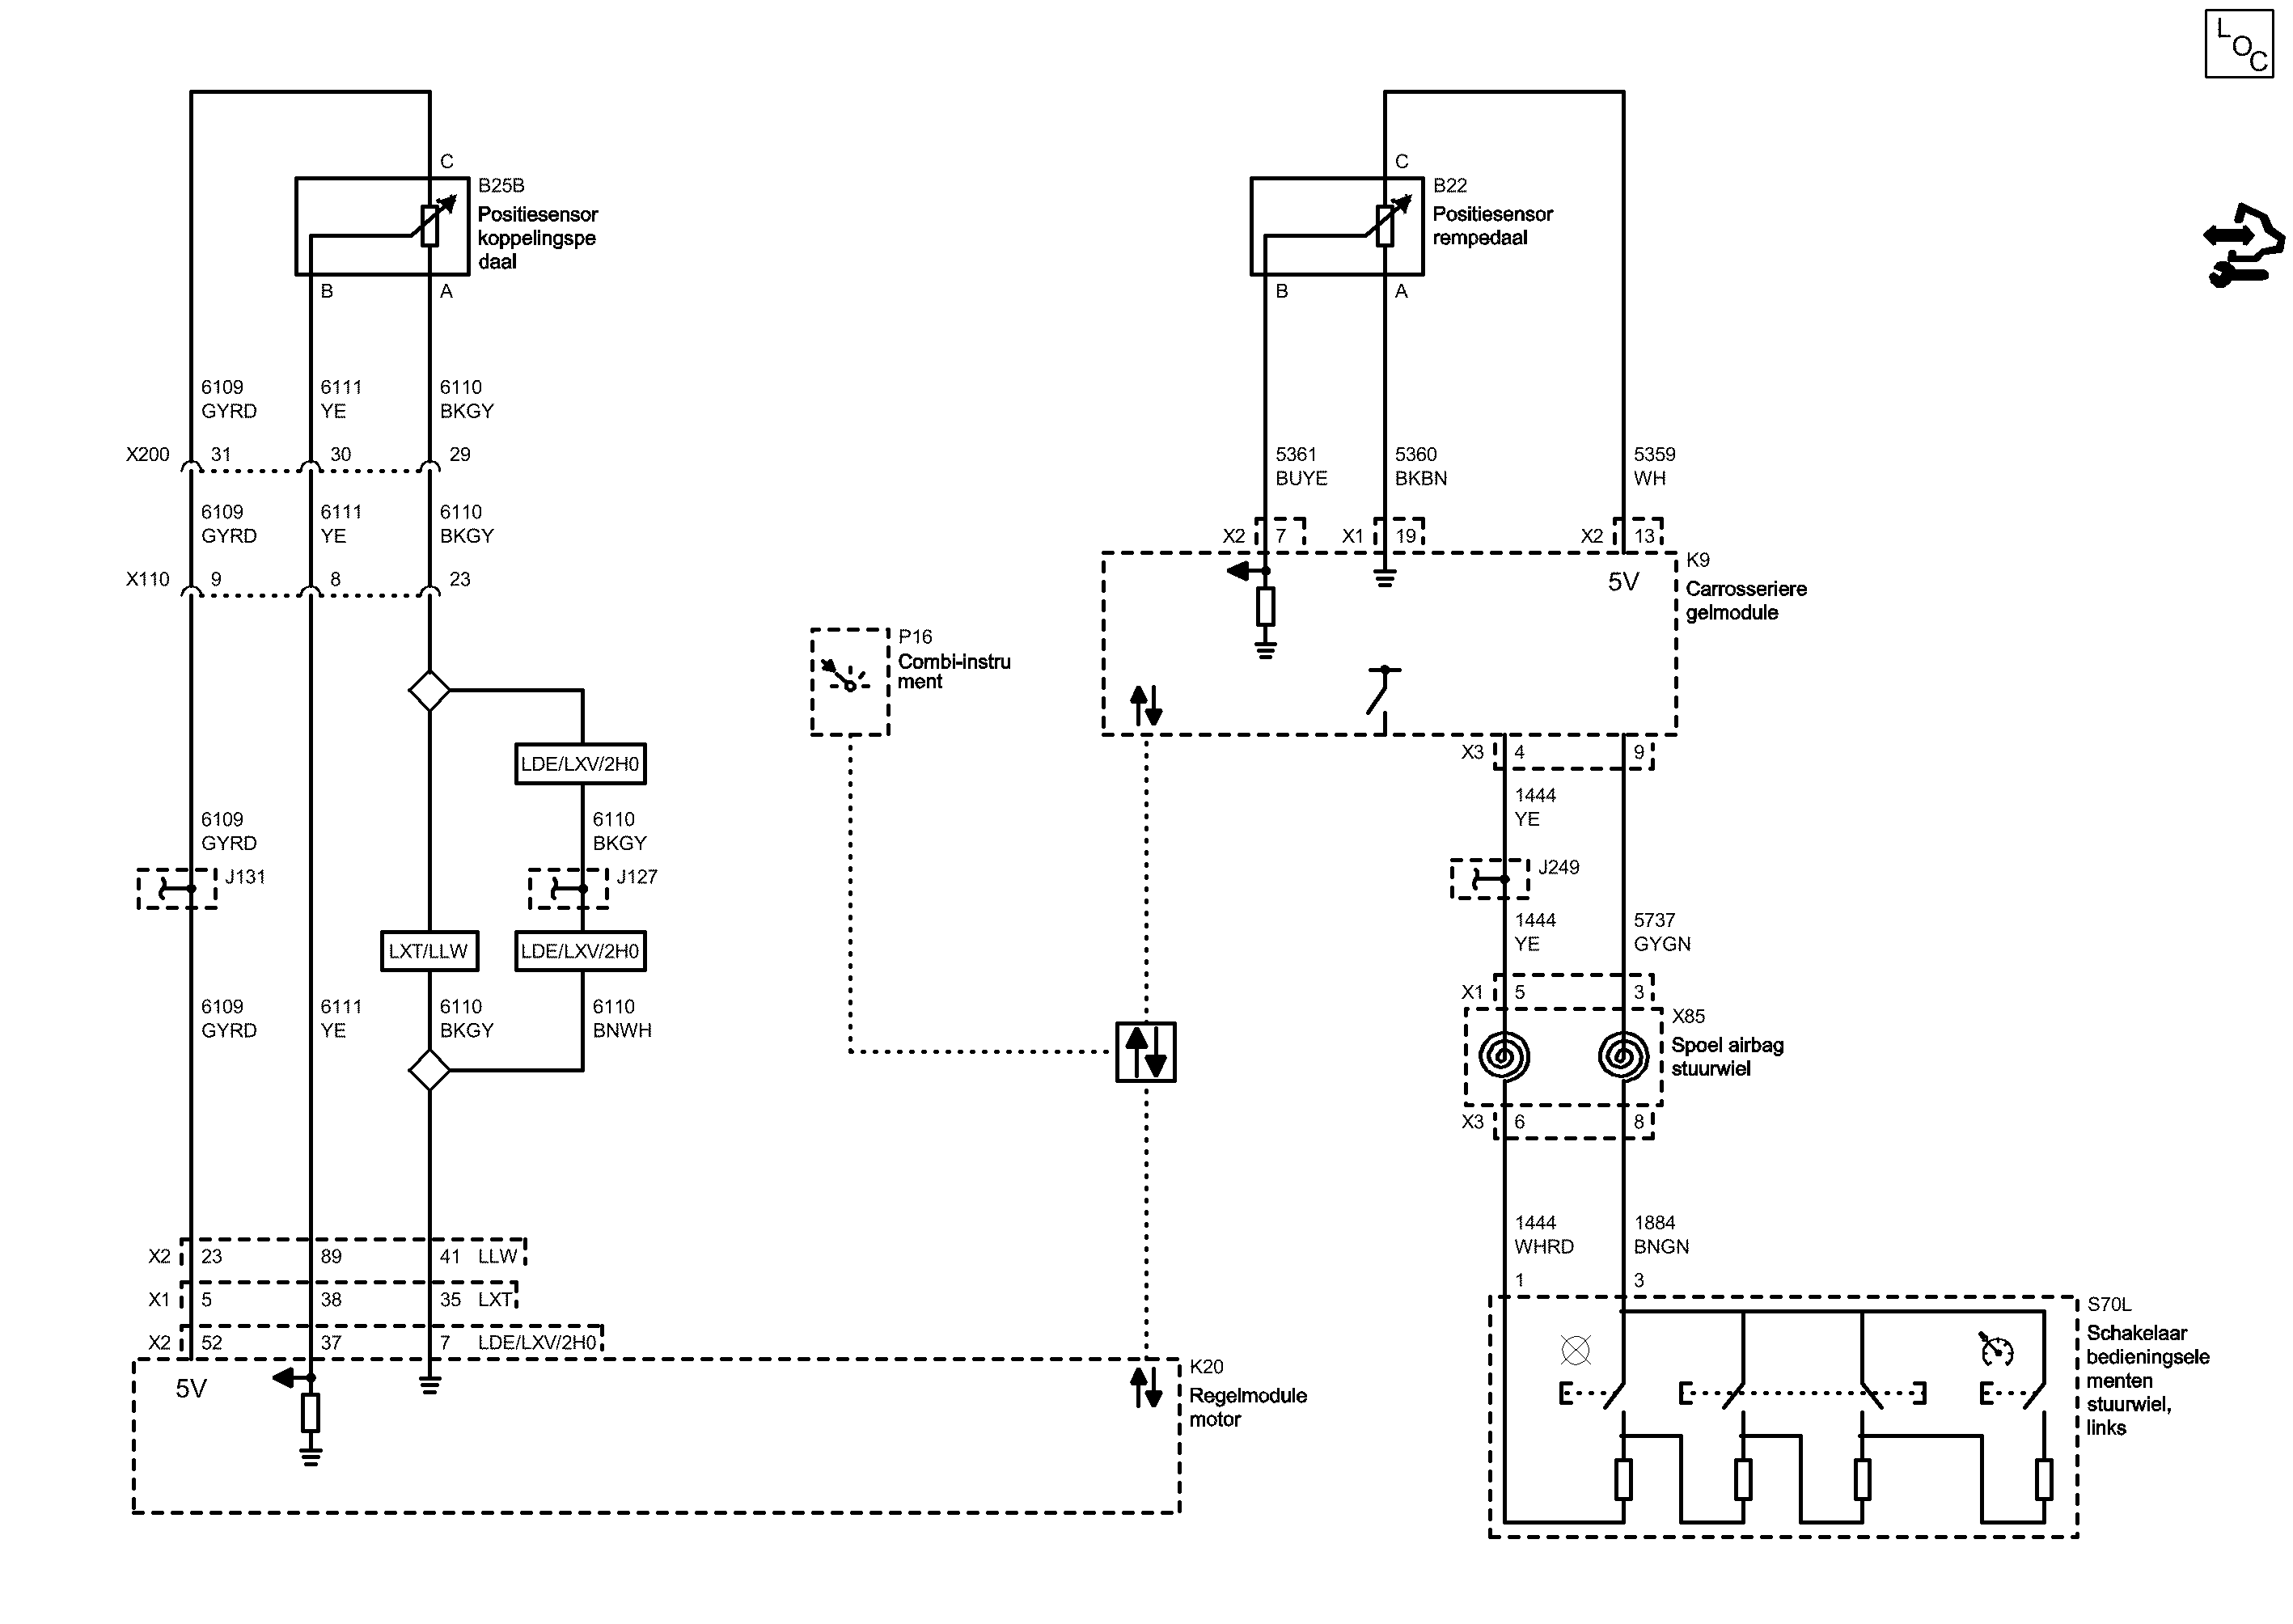 LOC
C
B25B
Positiesensor
koppelingspe
daal
B
A
6109
GYRD
6111
YE
6110
BKGY
X200
31
30
29
6109
GYRD
6111
YE
6110
BKGY
X110
9
8
23
LDE/LXV/2H0
6109
GYRD
6110
BKGY
J131
J127
LXT/LLW
LDE/LXV/2H0
6109
GYRD
6111
YE
6110
BKGY
6110
BNWH
X2
23
89
41
LLW
X1
5
38
35
LXT
X2
52
37
7
LDE/LXV/2H0
5V
K20
Regelmodule
motor
P16
Combi-instru
ment
C
B22
Positiesensor
rempedaal
B
A
5361
BUYE
5360
BKBN
5359
WH
X2
7
X1
19
X2
13
5V
K9
Carrosseriere
gelmodule
X3
4
9
1444
YE
J249
1444
YE
5737
GYGN
X1
5
3
X85
Spoel airbag
stuurwiel
X3
6
8
1444
WHRD
1884
BNGN
1
3
S70L
Schakelaar
bedieningsele
menten
stuurwiel,
links